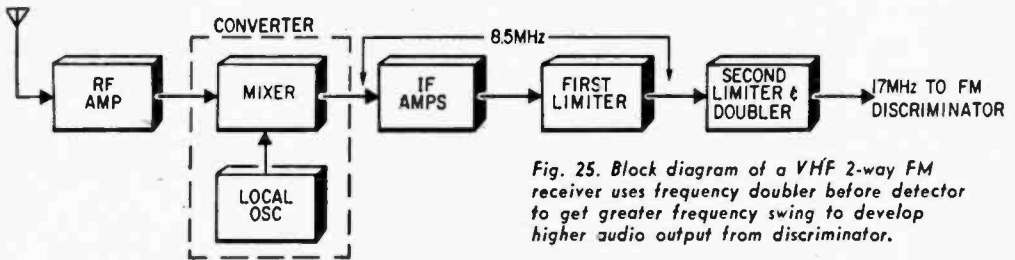 CONVERTER
8.5MHz
RF
AMP
MIXER
IF
AMPS
FIRST
LIMITER
SECOND
LIMITER &
DOUBLER
17MHz TO FM
DISCRIMINATOR
LOCAL
OSC
Fig. 25. Block diagram of a VHF 2-way FM
receiver uses frequency doubler before detector
to get greater frequency swing to develop
higher audio output from discriminator.